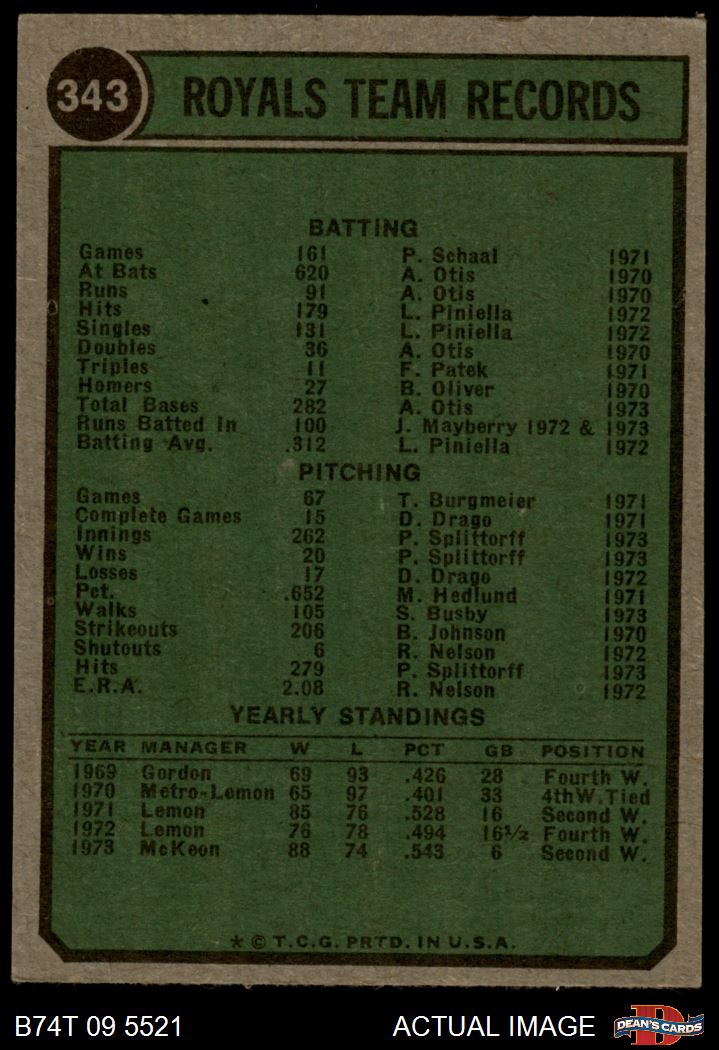 343 ROYALS TEAM RECORDS
BATTING
Games 161 P. Schaal 1971
At Bats 620 A. Otis 1970
Runs 91 A. Otis 1970
Hits 179 L. Piniella 1972
Singles 131 L. Piniella 1972
Doubles 36 A. Otis 1970
Triples 11 F. Patek 1971
Homers 27 B. Oliver 1970
Total Bases 282 A. Otis 1973
Runs Batted In 100 J. Mayberry 1972 & 1973
Batting Avg. .312 L. Piniella 1972
PITCHING
Games 67 T. Burgmeier 1971
Complete Games 15 D. Drago 1971
Innings 262 P. Splittorff 1973
Wins 20 P. Splittorff 1973
Losses 17 D. Drago 1972
Pct. .652 M. Hedlund 1971
Walks 105 S. Busby 1973
Strikeouts 206 B. Johnson 1970
Shutouts 6 R. Nelson 1972
Hits 279 P. Splittorff 1973
E.R.A. 2.08 R. Nelson 1972
YEARLY STANDINGS
YEAR MANAGER W L PCT GB POSITION
1969 Gordon 69 93 .426 28 Fourth W.
1970 Metro-Lemon 65 97 .401 33 4thW.Tied
1971 Lemon 85 76 .528 16 Second W.
1972 Lemon 76 78 .494 16½ Fourth W.
1973 McKeon 88 74 .543 6 Second W.
* © T.C.G. PRTD. IN U.S.A.
B74T 09 5521 ACTUAL IMAGE D DEAN'S CARDS